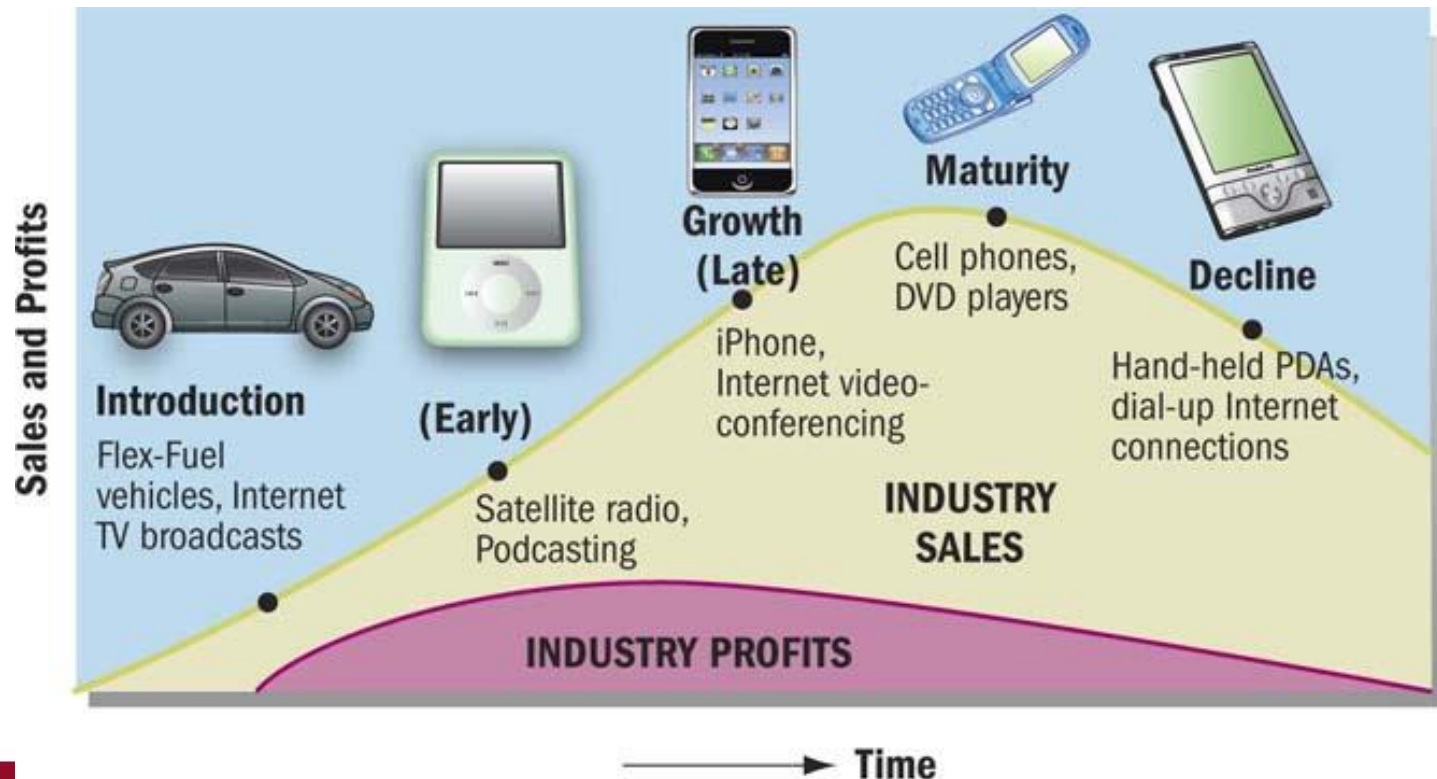 Sales and Profits
Introduction
Flex-Fuel
vehicles, Internet
TV broadcasts
(Early)
Satellite radio,
Podcasting
Growth
(Late)
iPhone,
Internet video-
conferencing
Maturity
Cell phones,
DVD players
Decline
Hand-held PDAs,
dial-up Internet
connections
INDUSTRY
SALES
INDUSTRY PROFITS
Time